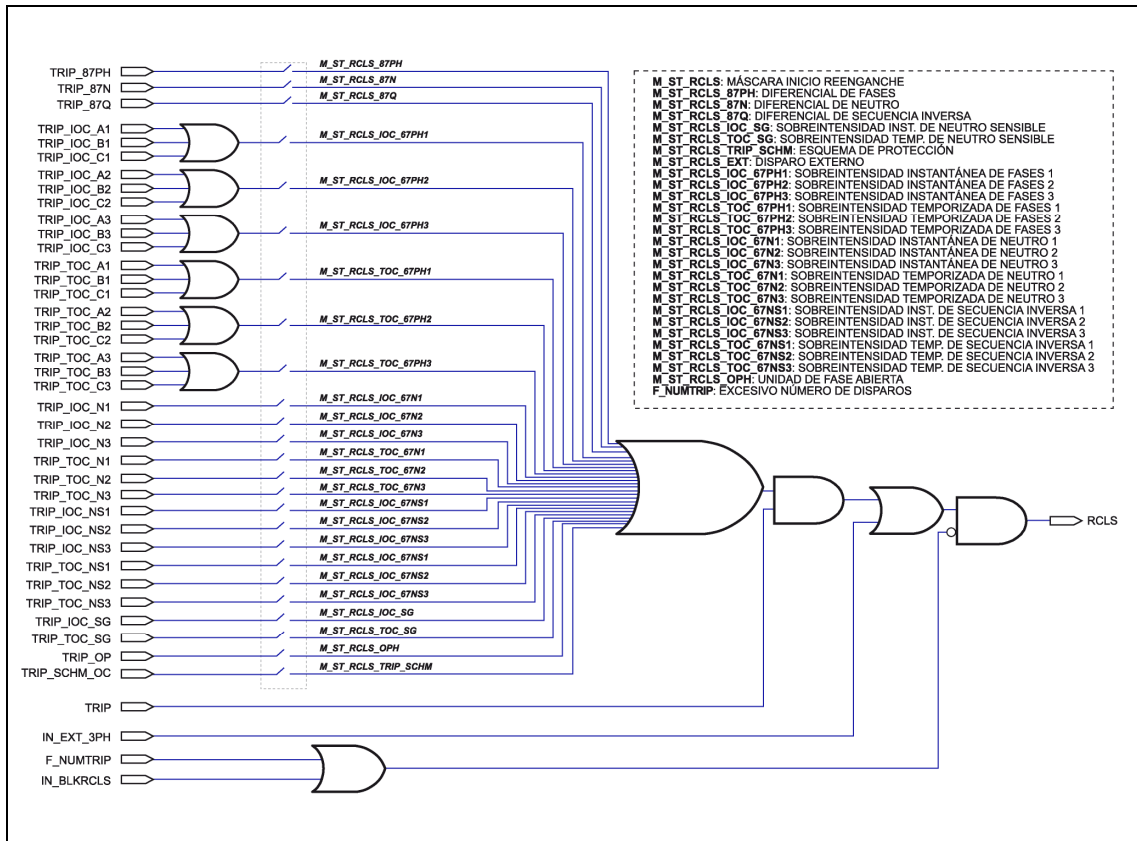 TRIP_87PH
M_ST_RCLS_87PH
TRIP_87N
M_ST_RCLS_87N
TRIP_87Q
M_ST_RCLS_87Q
TRIP_IOC_A1
TRIP_IOC_B1
M_ST_RCLS_IOC_67PH1
TRIP_IOC_C1
TRIP_IOC_A2
TRIP_IOC_B2
M_ST_RCLS_IOC_67PH2
TRIP_IOC_C2
TRIP_IOC_A3
TRIP_IOC_B3
M_ST_RCLS_IOC_67PH3
TRIP_IOC_C3
TRIP_TOC_A1
TRIP_TOC_B1
M_ST_RCLS_TOC_67PH1
TRIP_TOC_C1
TRIP_TOC_A2
TRIP_TOC_B2
M_ST_RCLS_TOC_67PH2
TRIP_TOC_C2
TRIP_TOC_A3
TRIP_TOC_B3
M_ST_RCLS_TOC_67PH3
TRIP_TOC_C3
TRIP_IOC_N1
M_ST_RCLS_IOC_67N1
TRIP_IOC_N2
M_ST_RCLS_IOC_67N2
TRIP_IOC_N3
M_ST_RCLS_IOC_67N3
TRIP_TOC_N1
M_ST_RCLS_TOC_67N1
TRIP_TOC_N2
M_ST_RCLS_TOC_67N2
TRIP_TOC_N3
M_ST_RCLS_TOC_67N3
TRIP_IOC_NS1
M_ST_RCLS_IOC_67NS1
TRIP_IOC_NS2
M_ST_RCLS_IOC_67NS2
TRIP_IOC_NS3
M_ST_RCLS_IOC_67NS3
TRIP_TOC_NS1
M_ST_RCLS_IOC_67NS1
TRIP_TOC_NS2
M_ST_RCLS_IOC_67NS2
TRIP_TOC_NS3
M_ST_RCLS_IOC_67NS3
TRIP_IOC_SG
M_ST_RCLS_IOC_SG
TRIP_TOC_SG
M_ST_RCLS_TOC_SG
TRIP_OP
M_ST_RCLS_OPH
TRIP_SCHM_OC
M_ST_RCLS_TRIP_SCHM
TRIP
IN_EXT_3PH
F_NUMTRIP
IN_BLKRCLS
RCLS
M_ST_RCLS: MÁSCARA INICIO REENGANCHE
M_ST_RCLS_87PH: DIFERENCIAL DE FASES
M_ST_RCLS_87N: DIFERENCIAL DE NEUTRO
M_ST_RCLS_87Q: DIFERENCIAL DE SECUENCIA INVERSA
M_ST_RCLS_IOC_SG: SOBREINTENSIDAD INST. DE NEUTRO SENSIBLE
M_ST_RCLS_TOC_SG: SOBREINTENSIDAD TEMP. DE NEUTRO SENSIBLE
M_ST_RCLS_TRIP_SCHM: ESQUEMA DE PROTECCIÓN
M_ST_RCLS_EXT: DISPARO EXTERNO
M_ST_RCLS_IOC_67PH1: SOBREINTENSIDAD INSTANTÁNEA DE FASES 1
M_ST_RCLS_IOC_67PH2: SOBREINTENSIDAD INSTANTÁNEA DE FASES 2
M_ST_RCLS_IOC_67PH3: SOBREINTENSIDAD INSTANTÁNEA DE FASES 3
M_ST_RCLS_TOC_67PH1: SOBREINTENSIDAD TEMPORIZADA DE FASES 1
M_ST_RCLS_TOC_67PH2: SOBREINTENSIDAD TEMPORIZADA DE FASES 2
M_ST_RCLS_TOC_67PH3: SOBREINTENSIDAD TEMPORIZADA DE FASES 3
M_ST_RCLS_IOC_67N1: SOBREINTENSIDAD INSTANTÁNEA DE NEUTRO 1
M_ST_RCLS_IOC_67N2: SOBREINTENSIDAD INSTANTÁNEA DE NEUTRO 2
M_ST_RCLS_IOC_67N3: SOBREINTENSIDAD INSTANTÁNEA DE NEUTRO 3
M_ST_RCLS_TOC_67N1: SOBREINTENSIDAD TEMPORIZADA DE NEUTRO 1
M_ST_RCLS_TOC_67N2: SOBREINTENSIDAD TEMPORIZADA DE NEUTRO 2
M_ST_RCLS_TOC_67N3: SOBREINTENSIDAD TEMPORIZADA DE NEUTRO 3
M_ST_RCLS_IOC_67NS1: SOBREINTENSIDAD INST. DE SECUENCIA INVERSA 1
M_ST_RCLS_IOC_67NS2: SOBREINTENSIDAD INST. DE SECUENCIA INVERSA 2
M_ST_RCLS_IOC_67NS3: SOBREINTENSIDAD INST. DE SECUENCIA INVERSA 3
M_ST_RCLS_TOC_67NS1: SOBREINTENSIDAD TEMP. DE SECUENCIA INVERSA 1
M_ST_RCLS_TOC_67NS2: SOBREINTENSIDAD TEMP. DE SECUENCIA INVERSA 2
M_ST_RCLS_TOC_67NS3: SOBREINTENSIDAD TEMP. DE SECUENCIA INVERSA 3
M_ST_RCLS_OPH: UNIDAD DE FASE ABIERTA
F_NUMTRIP: EXCESIVO NÚMERO DE DISPAROS